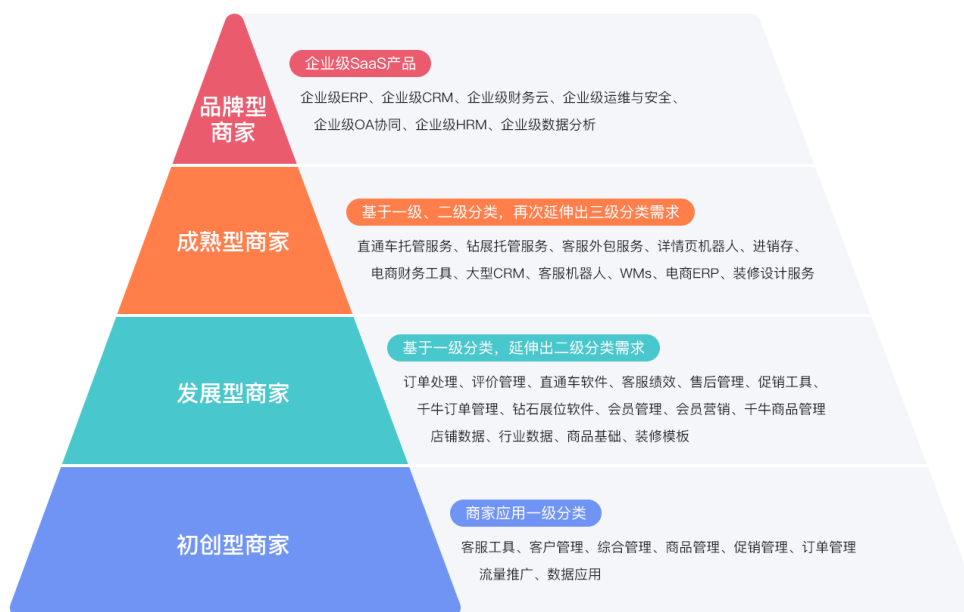 企业级SaaS产品
品牌型
商家
企业级ERP、企业级CRM、企业级财务云、企业级运维与安全、
企业级OA协同、企业级HRM、企业级数据分析
基于一级、二级分类，再次延伸出三级分类需求
成熟型商家
直通车托管服务、钻展托管服务、客服外包服务、详情页机器人、进销存、
电商财务工具、大型CRM、客服机器人、WMs、电商ERP、装修设计服务
基于一级分类，延伸出二级分类需求
发展型商家
订单处理、评价管理、直通车软件、客服绩效、售后管理、促销工具、
千牛订单管理、钻石展位软件、会员管理、会员营销、千牛商品管理
店铺数据、行业数据、商品基础、装修模板
商家应用一级分类
初创型商家
客服工具、客户管理、综合管理、商品管理、促销管理、订单管理
流量推广、数据应用